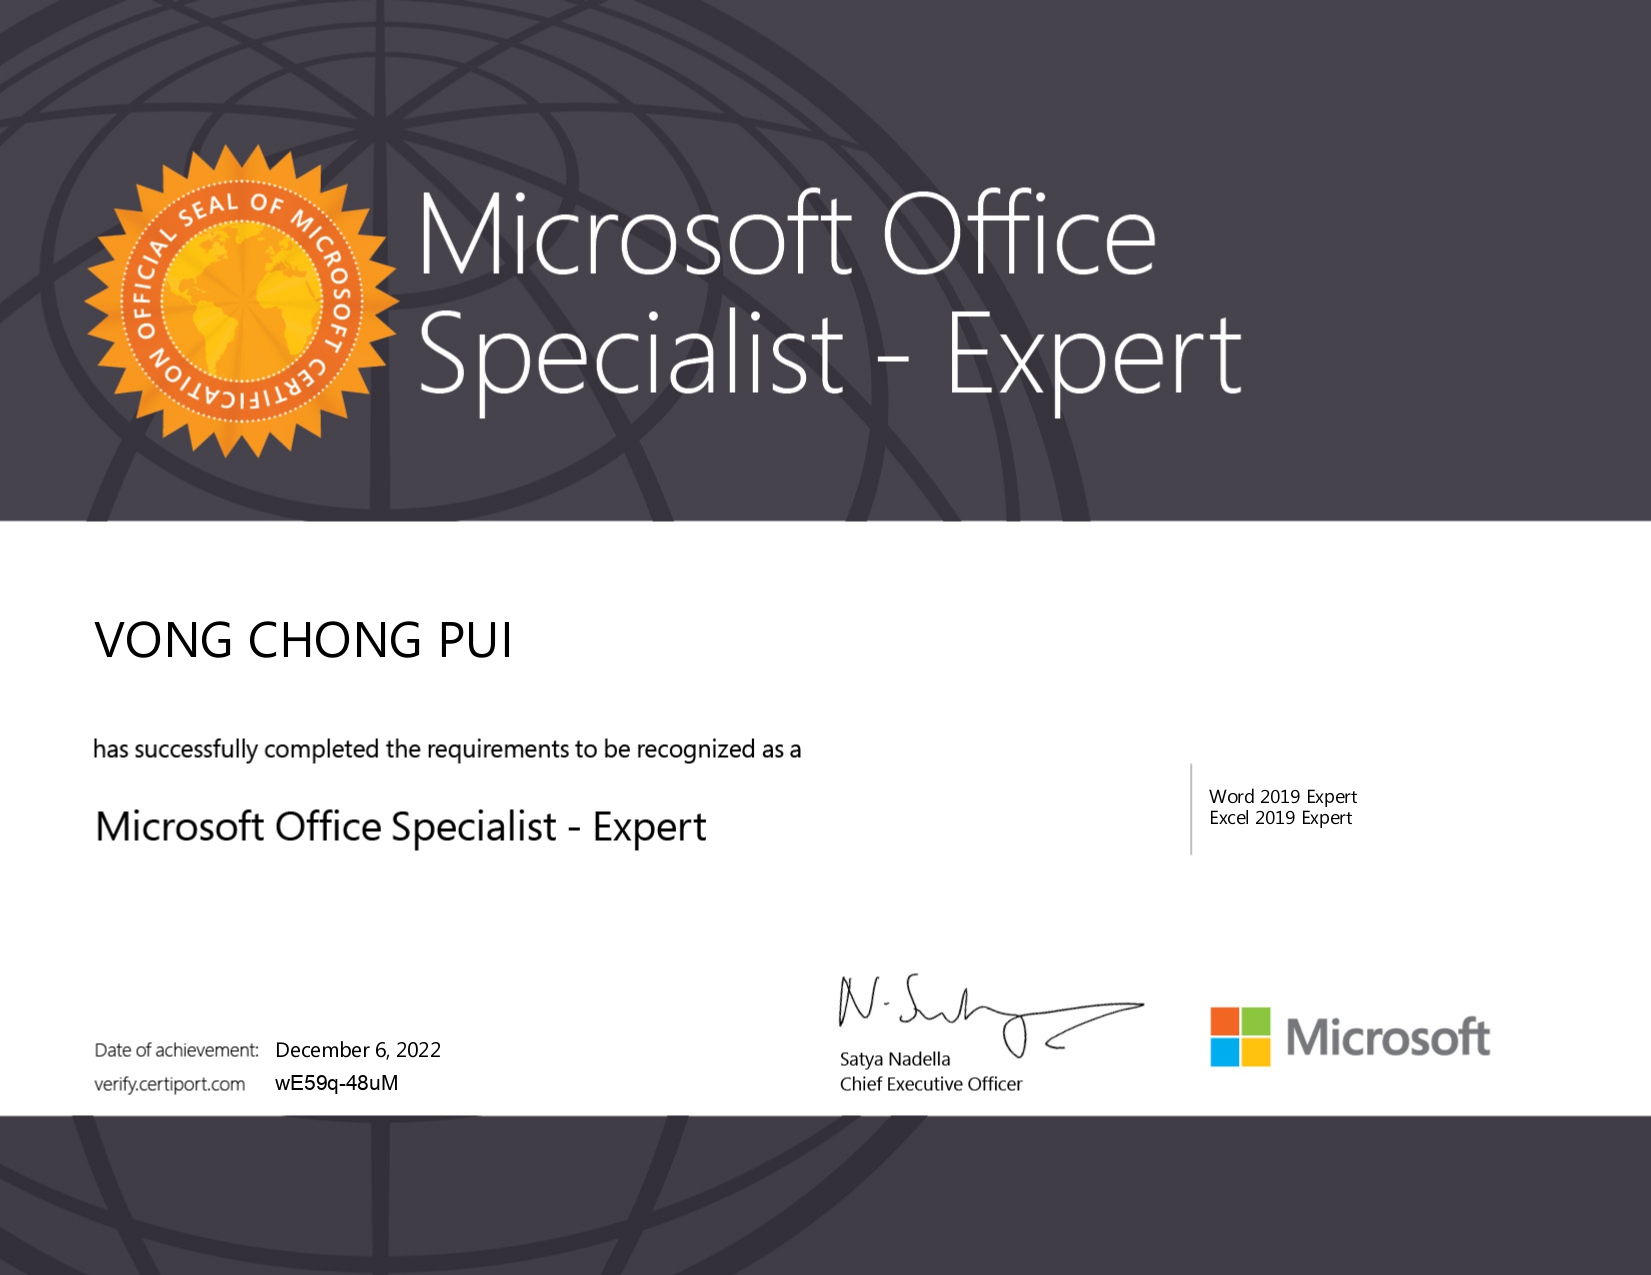 OFFICIAL SEAL OF MICROSOFT CERTIFICATION
Microsoft Office
Specialist - Expert
VONG CHONG PUI
has successfully completed the requirements to be recognized as a
Microsoft Office Specialist - Expert
Word 2019 Expert
Excel 2019 Expert
N. Satya
Satya Nadella
Chief Executive Officer
Microsoft
Date of achievement: December 6, 2022
verify.certiport.com wE59q-48uM